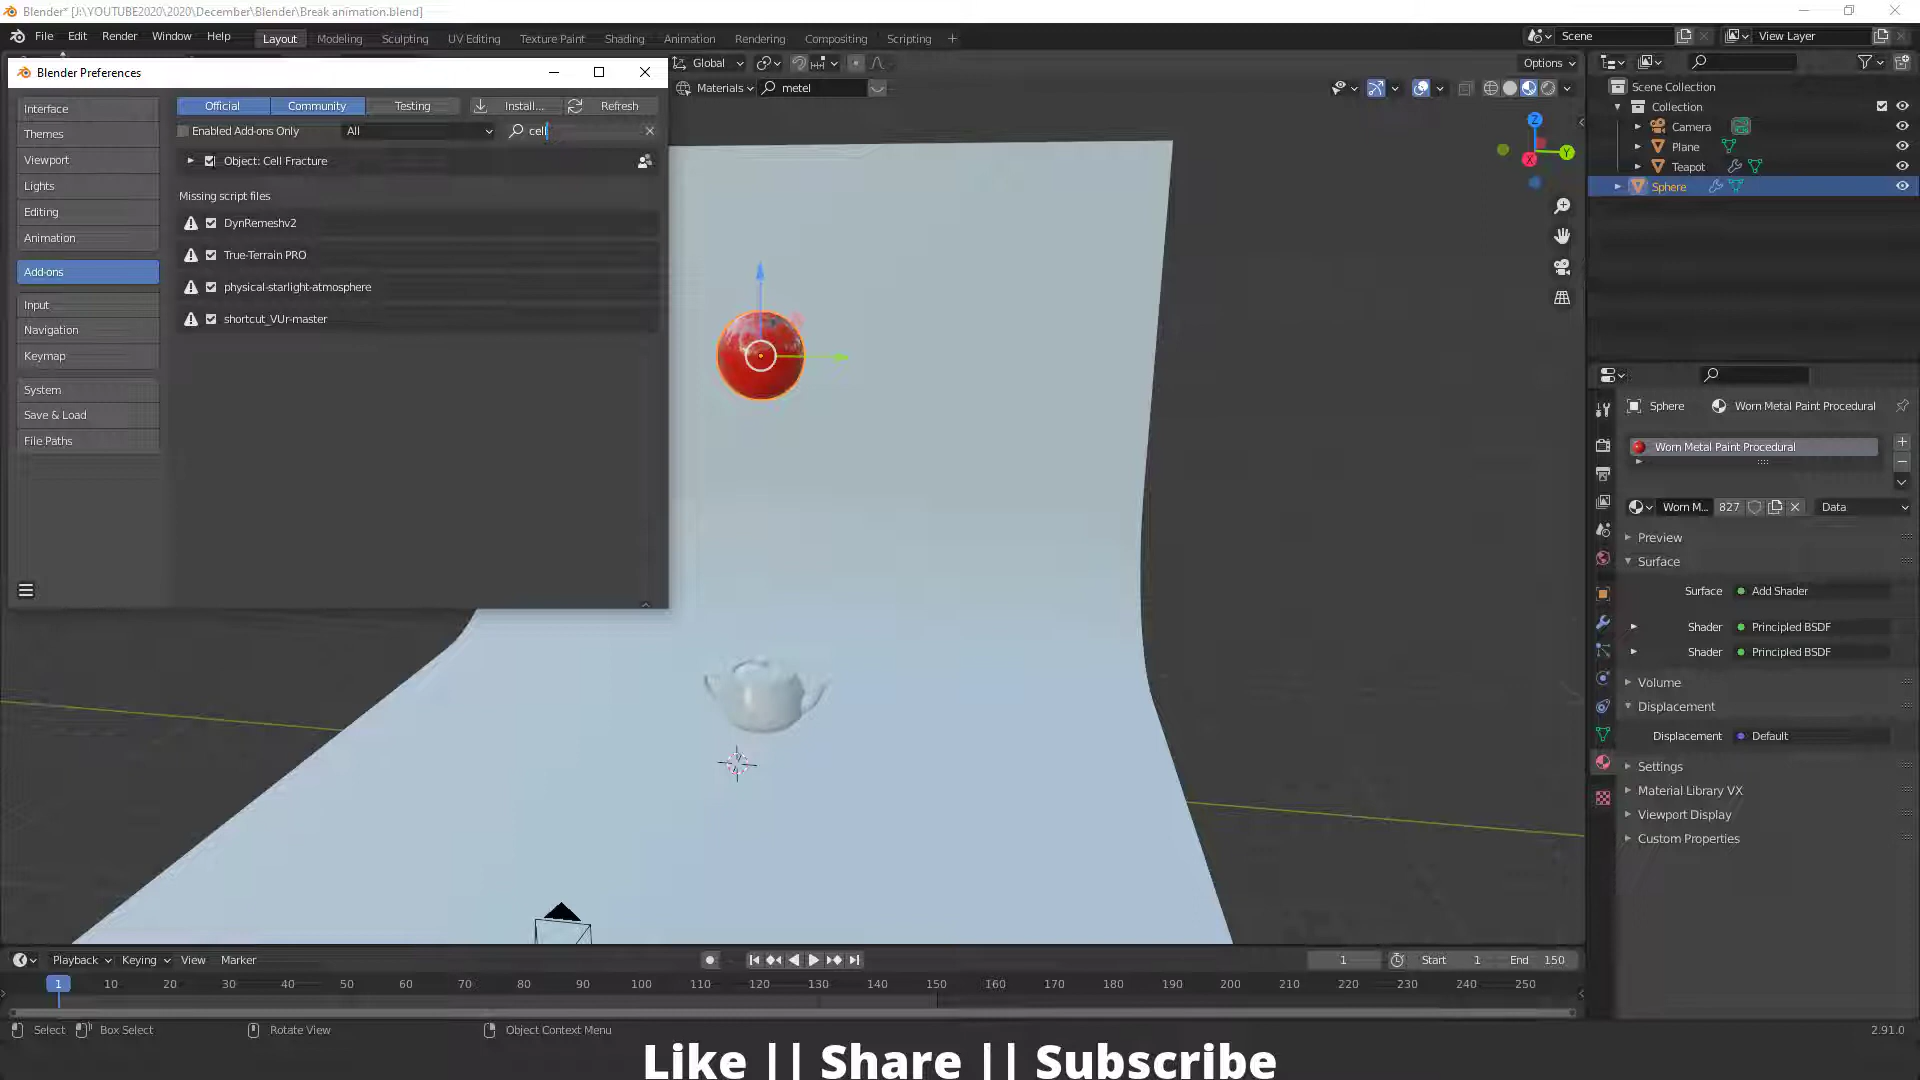 Blender* [J:\YOUTUBE2020\2020\December\Blender\Break animation.blend]
File Edit Render Window Help Layout Modeling Sculpting UV Editing Texture Paint Shading Animation Rendering Compositing Scripting + Scene View Layer
Blender Preferences
Global Options
Materials metel
Interface
Themes
Viewport
Lights
Editing
Animation
Add-ons
Input
Navigation
Keymap
System
Save & Load
File Paths
Official Community Testing Install... Refresh
Enabled Add-ons Only All cell
Object: Cell Fracture
Missing script files
DynRemeshv2
True-Terrain PRO
physical-starlight-atmosphere
shortcut_VUr-master
Z
Y
X
Scene Collection
Collection
Camera
Plane
Teapot
Sphere
Sphere Worn Metal Paint Procedural
Worn Metal Paint Procedural
Worn M... 827 Data
Preview
Surface
Surface Add Shader
Shader Principled BSDF
Shader Principled BSDF
Volume
Displacement
Displacement Default
Settings
Material Library VX
Viewport Display
Custom Properties
Playback Keying View Marker 1 Start 1 End 150
1 10 20 30 40 50 60 70 80 90 100 110 120 130 140 150 160 170 180 190 200 210 220 230 240 250
Select Box Select Rotate View Object Context Menu 2.91.0
Like || Share || Subscribe